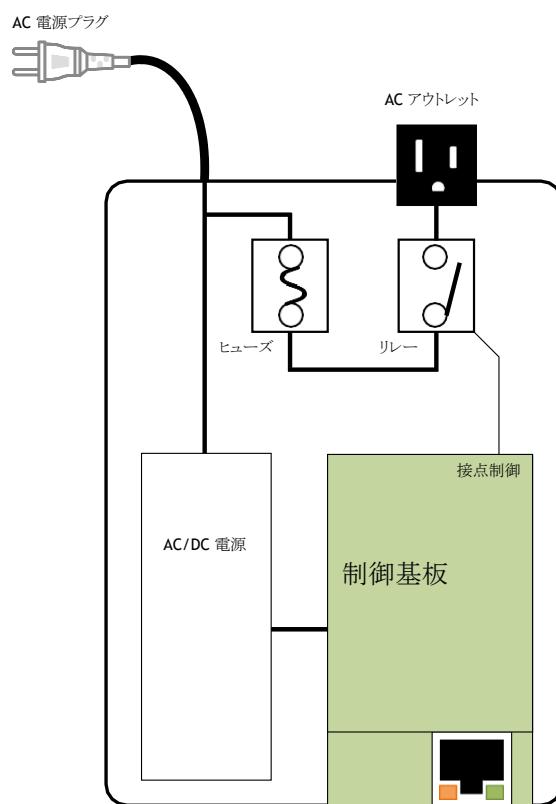 AC 電源プラグ
AC アウトレット
ヒューズ
リレー
接点制御
AC/DC 電源
制御基板